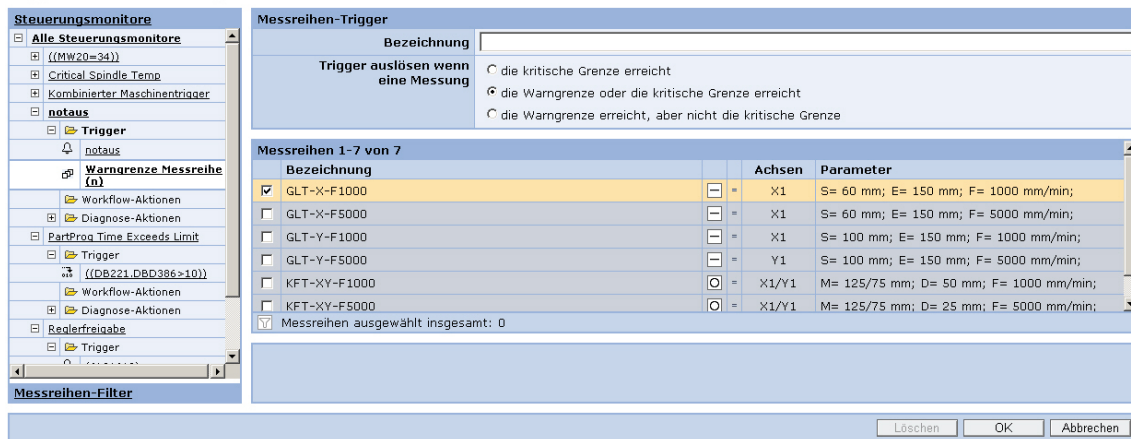 Steuerungsmonitore
Alle Steuerungsmonitore
((MW20=34))
Critical Spindle Temp
Kombinierter Maschinentrigger
notaus
Trigger
notaus
Warngrenze Messreihe
(n)
Workflow-Aktionen
Diagnose-Aktionen
PartProg Time Exceeds Limit
Trigger
((DB221.DBD386>10))
Workflow-Aktionen
Diagnose-Aktionen
Reglerfreigabe
Trigger
Messreihen-Filter
Messreihen-Trigger
Bezeichnung
Trigger auslösen wenn
eine Messung
die kritische Grenze erreicht
die Warngrenze oder die kritische Grenze erreicht
die Warngrenze erreicht, aber nicht die kritische Grenze
Messreihen 1-7 von 7
Bezeichnung Achsen Parameter
GLT-X-F1000 = X1 S= 60 mm; E= 150 mm; F= 1000 mm/min;
GLT-X-F5000 = X1 S= 60 mm; E= 150 mm; F= 5000 mm/min;
GLT-Y-F1000 = X1 S= 100 mm; E= 150 mm; F= 1000 mm/min;
GLT-Y-F5000 = Y1 S= 100 mm; E= 150 mm; F= 5000 mm/min;
KFT-XY-F1000 = X1/Y1 M= 125/75 mm; D= 50 mm; F= 1000 mm/min;
KFT-XY-F5000 = X1/Y1 M= 125/75 mm; D= 25 mm; F= 5000 mm/min;
Messreihen ausgewählt insgesamt: 0
Löschen OK Abbrechen